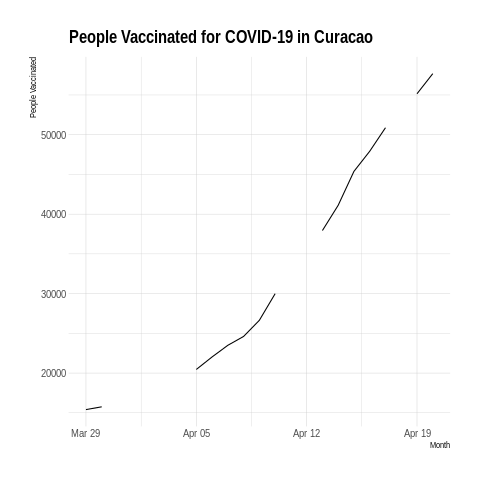 People Vaccinated for COVID-19 in Curacao
People Vaccinated
50000
40000
30000
20000
Mar 29 Apr 05 Apr 12 Apr 19
Month